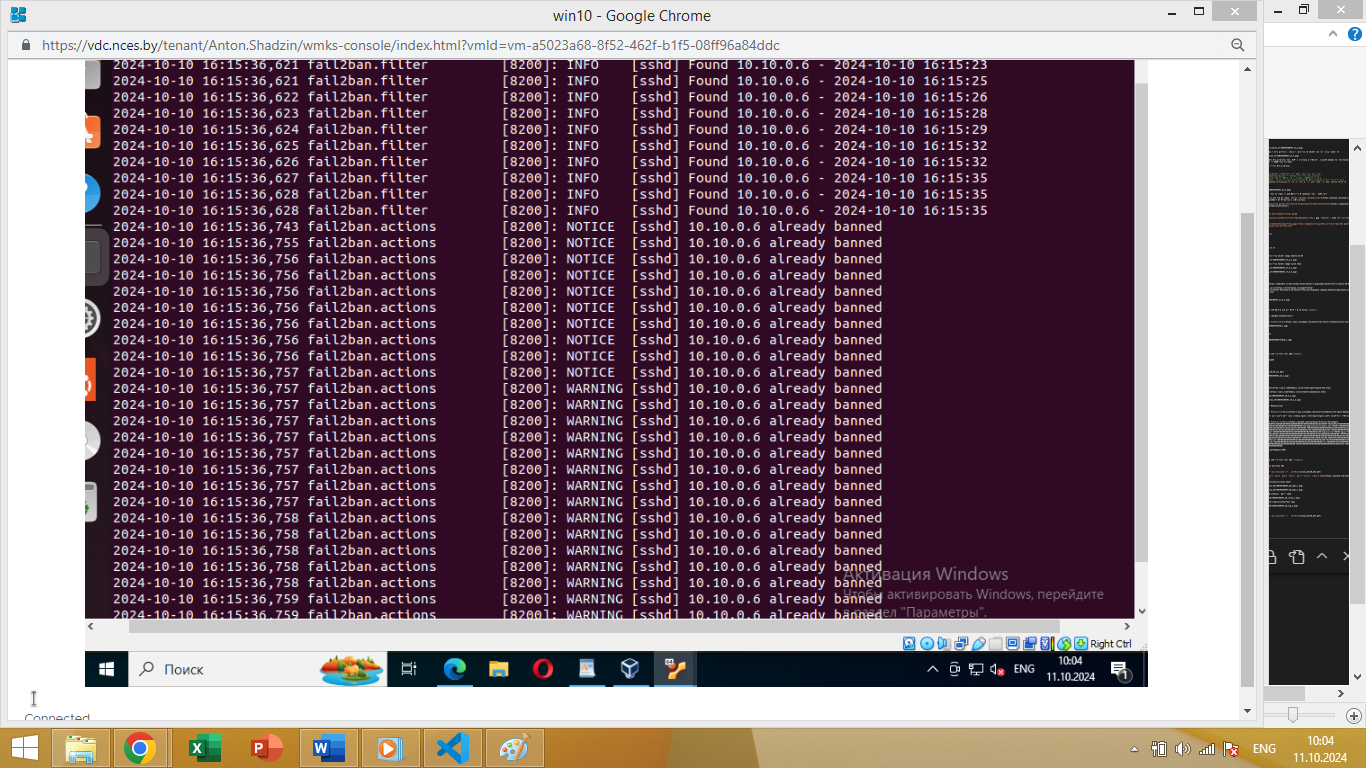 win10 - Google Chrome
https://vdc.nces.by/tenant/Anton.Shadzin/wmks-console/index.html?vmId=vm-a5023a68-8f52-462f-b1f5-08ff96a84ddc
2024-10-10 16:15:36,621 fail2ban.filter [8200]: INFO [sshd] Found 10.10.0.6 - 2024-10-10 16:15:23
2024-10-10 16:15:36,621 fail2ban.filter [8200]: INFO [sshd] Found 10.10.0.6 - 2024-10-10 16:15:25
2024-10-10 16:15:36,622 fail2ban.filter [8200]: INFO [sshd] Found 10.10.0.6 - 2024-10-10 16:15:26
2024-10-10 16:15:36,623 fail2ban.filter [8200]: INFO [sshd] Found 10.10.0.6 - 2024-10-10 16:15:28
2024-10-10 16:15:36,624 fail2ban.filter [8200]: INFO [sshd] Found 10.10.0.6 - 2024-10-10 16:15:29
2024-10-10 16:15:36,625 fail2ban.filter [8200]: INFO [sshd] Found 10.10.0.6 - 2024-10-10 16:15:32
2024-10-10 16:15:36,626 fail2ban.filter [8200]: INFO [sshd] Found 10.10.0.6 - 2024-10-10 16:15:32
2024-10-10 16:15:36,627 fail2ban.filter [8200]: INFO [sshd] Found 10.10.0.6 - 2024-10-10 16:15:35
2024-10-10 16:15:36,628 fail2ban.filter [8200]: INFO [sshd] Found 10.10.0.6 - 2024-10-10 16:15:35
2024-10-10 16:15:36,628 fail2ban.filter [8200]: INFO [sshd] Found 10.10.0.6 - 2024-10-10 16:15:35
2024-10-10 16:15:36,743 fail2ban.actions [8200]: NOTICE [sshd] 10.10.0.6 already banned
2024-10-10 16:15:36,755 fail2ban.actions [8200]: NOTICE [sshd] 10.10.0.6 already banned
2024-10-10 16:15:36,756 fail2ban.actions [8200]: NOTICE [sshd] 10.10.0.6 already banned
2024-10-10 16:15:36,756 fail2ban.actions [8200]: NOTICE [sshd] 10.10.0.6 already banned
2024-10-10 16:15:36,756 fail2ban.actions [8200]: NOTICE [sshd] 10.10.0.6 already banned
2024-10-10 16:15:36,756 fail2ban.actions [8200]: NOTICE [sshd] 10.10.0.6 already banned
2024-10-10 16:15:36,756 fail2ban.actions [8200]: NOTICE [sshd] 10.10.0.6 already banned
2024-10-10 16:15:36,756 fail2ban.actions [8200]: NOTICE [sshd] 10.10.0.6 already banned
2024-10-10 16:15:36,756 fail2ban.actions [8200]: NOTICE [sshd] 10.10.0.6 already banned
2024-10-10 16:15:36,757 fail2ban.actions [8200]: NOTICE [sshd] 10.10.0.6 already banned
2024-10-10 16:15:36,757 fail2ban.actions [8200]: WARNING [sshd] 10.10.0.6 already banned
2024-10-10 16:15:36,757 fail2ban.actions [8200]: WARNING [sshd] 10.10.0.6 already banned
2024-10-10 16:15:36,757 fail2ban.actions [8200]: WARNING [sshd] 10.10.0.6 already banned
2024-10-10 16:15:36,757 fail2ban.actions [8200]: WARNING [sshd] 10.10.0.6 already banned
2024-10-10 16:15:36,757 fail2ban.actions [8200]: WARNING [sshd] 10.10.0.6 already banned
2024-10-10 16:15:36,757 fail2ban.actions [8200]: WARNING [sshd] 10.10.0.6 already banned
2024-10-10 16:15:36,757 fail2ban.actions [8200]: WARNING [sshd] 10.10.0.6 already banned
2024-10-10 16:15:36,757 fail2ban.actions [8200]: WARNING [sshd] 10.10.0.6 already banned
2024-10-10 16:15:36,758 fail2ban.actions [8200]: WARNING [sshd] 10.10.0.6 already banned
2024-10-10 16:15:36,758 fail2ban.actions [8200]: WARNING [sshd] 10.10.0.6 already banned
2024-10-10 16:15:36,758 fail2ban.actions [8200]: WARNING [sshd] 10.10.0.6 already banned
2024-10-10 16:15:36,758 fail2ban.actions [8200]: WARNING [sshd] 10.10.0.6 already banned
2024-10-10 16:15:36,758 fail2ban.actions [8200]: WARNING [sshd] 10.10.0.6 already banned
2024-10-10 16:15:36,759 fail2ban.actions [8200]: WARNING [sshd] 10.10.0.6 already banned
2024-10-10 16:15:36,759 fail2ban.actions [8200]: WARNING [sshd] 10.10.0.6 already banned
Активация Windows
Чтобы активировать Windows, перейдите
в раздел "Параметры".
Right Ctrl
Поиск
ENG
10:04
11.10.2024
1
Connected
ENG
10:04
11.10.2024